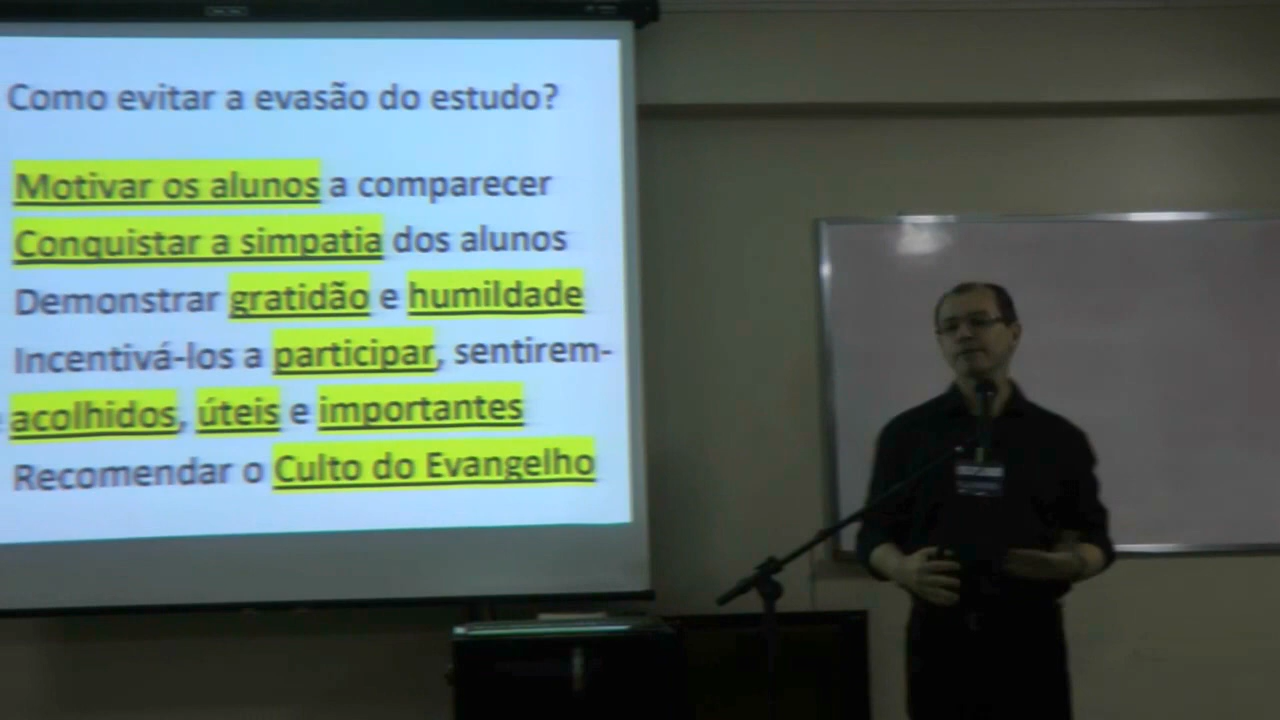 Como evitar a evasão do estudo?
Motivar os alunos a comparecer
Conquistar a simpatia dos alunos
Demonstrar gratidão e humildade
Incentivá-los a participar, sentirem-
acolhidos, úteis e importantes
Recomendar o Culto do Evangelho